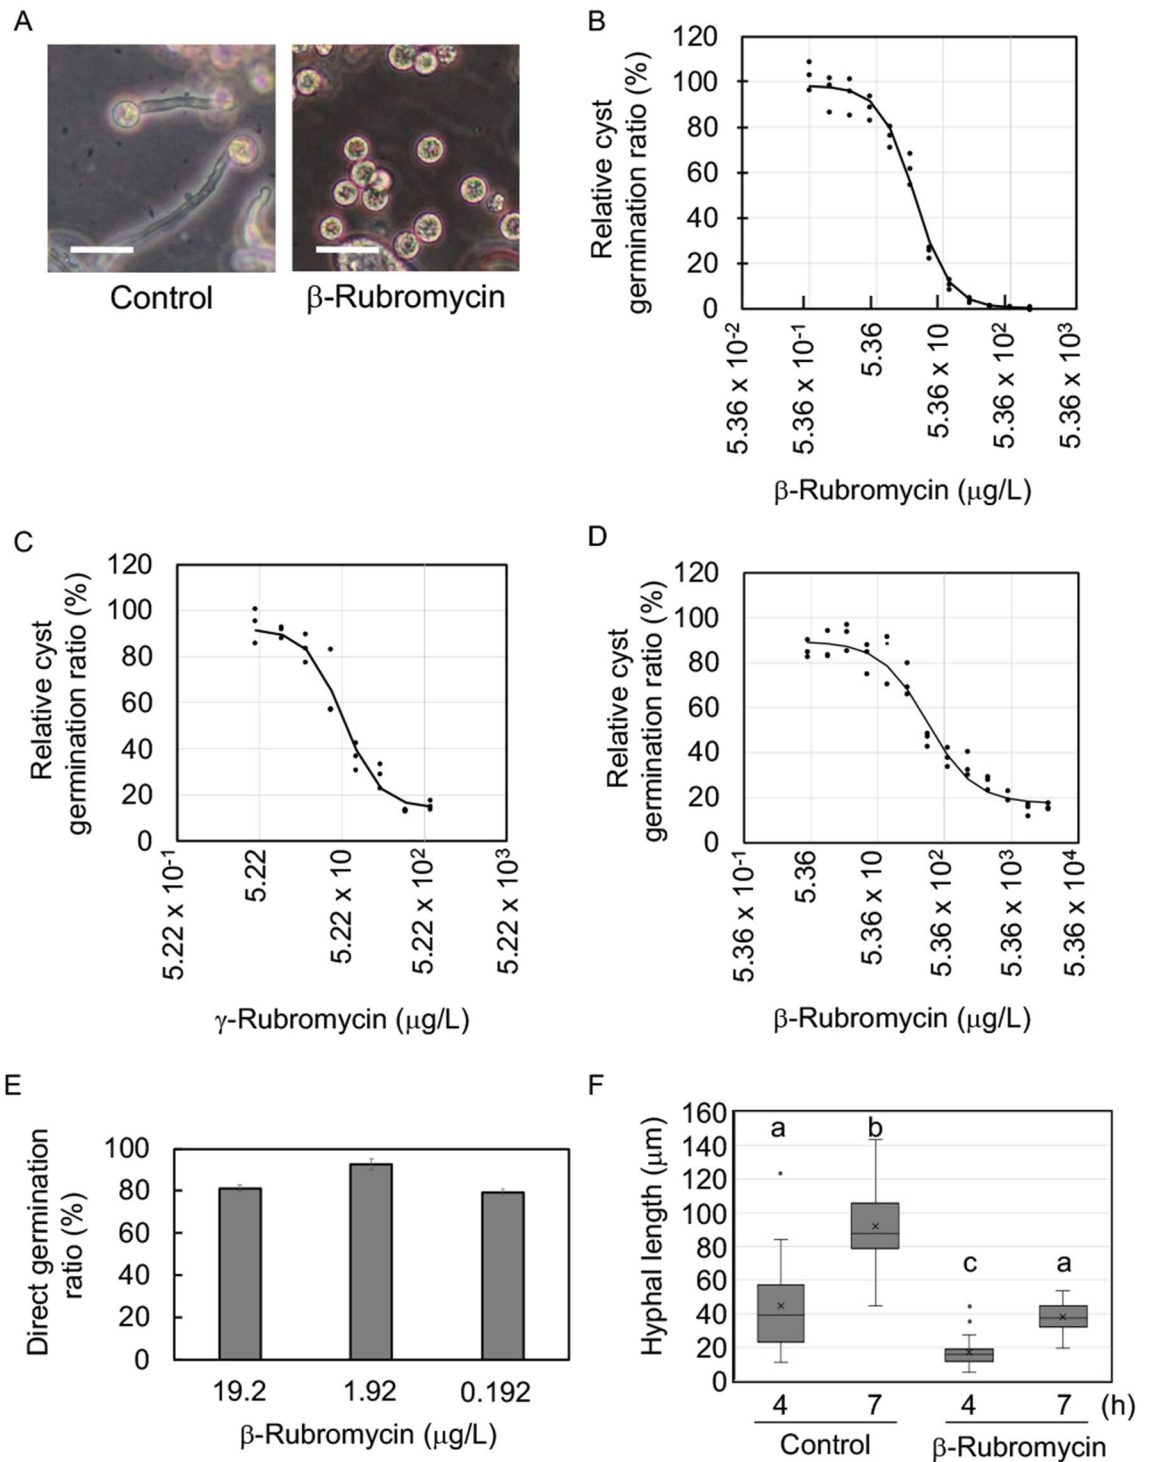 A
Control
β-Rubromycin
B
Relative cyst
germination ratio (%)
120
100
80
60
40
20
0
5.36 x 10-2
5.36 x 10-1
5.36
5.36 x 10
5.36 x 10²
5.36 x 10³
β-Rubromycin (μg/L)
C
Relative cyst
germination ratio (%)
120
100
80
60
40
20
0
5.22 x 10-1
5.22
5.22 x 10
5.22 x 10²
5.22 x 10³
γ-Rubromycin (μg/L)
D
Relative cyst
germination ratio (%)
120
100
80
60
40
20
0
5.36 x 10-1
5.36
5.36 x 10
5.36 x 10²
5.36 x 10³
5.36 x 10⁴
β-Rubromycin (μg/L)
E
Direct germination
ratio (%)
100
80
60
40
20
0
19.2 1.92 0.192
β-Rubromycin (μg/L)
F
Hyphal length (μm)
160
140
120
100
80
60
40
20
0
a b c a
4 7 4 7 (h)
Control β-Rubromycin